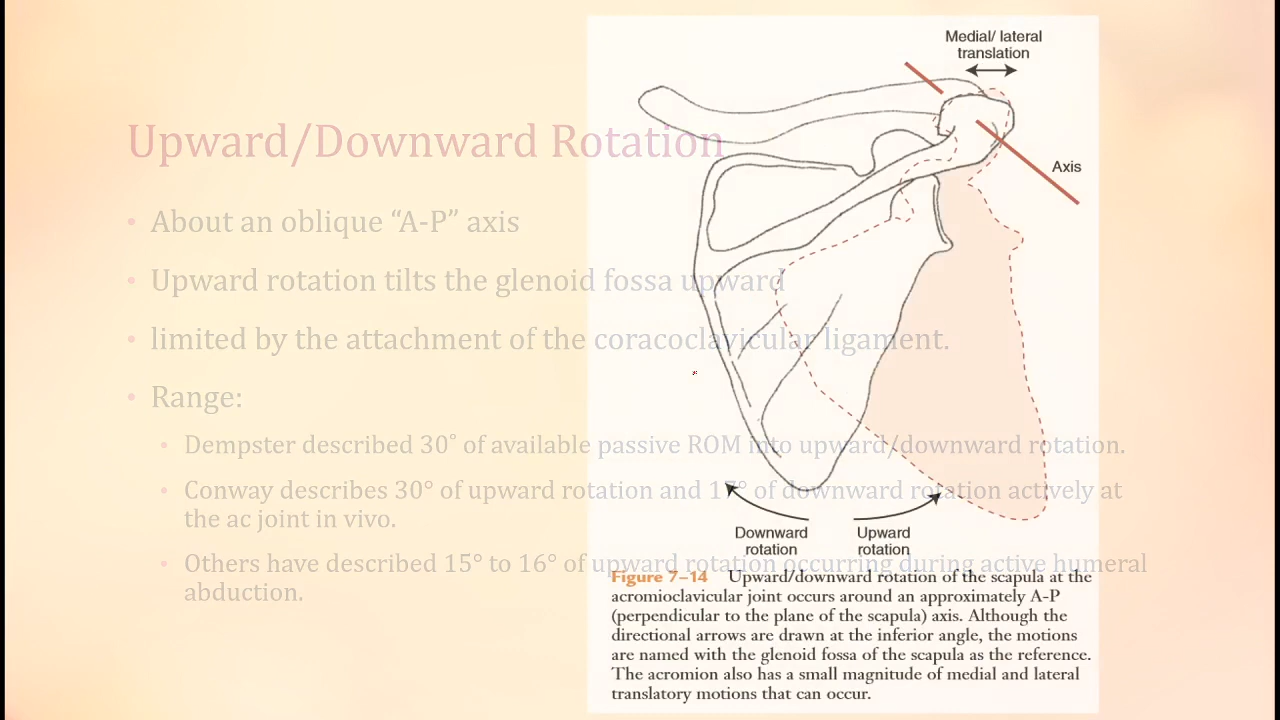 Upward/Downward Rotation
• About an oblique “A-P” axis
• Upward rotation tilts the glenoid fossa upward
• limited by the attachment of the coracoclavicular ligament.
• Range:
• Dempster described 30° of available passive ROM into upward/downward rotation.
• Conway describes 30° of upward rotation and 17° of downward rotation actively at
the ac joint in vivo.
• Others have described 15° to 16° of upward rotation occurring during active humeral
abduction.
Medial/ lateral
translation
Axis
Downward
rotation
Upward
rotation
Figure 7–14 Upward/downward rotation of the scapula at the
acromioclavicular joint occurs around an approximately A-P
(perpendicular to the plane of the scapula) axis. Although the
directional arrows are drawn at the inferior angle, the motions
are named with the glenoid fossa of the scapula as the reference.
The acromion also has a small magnitude of medial and lateral
translatory motions that can occur.